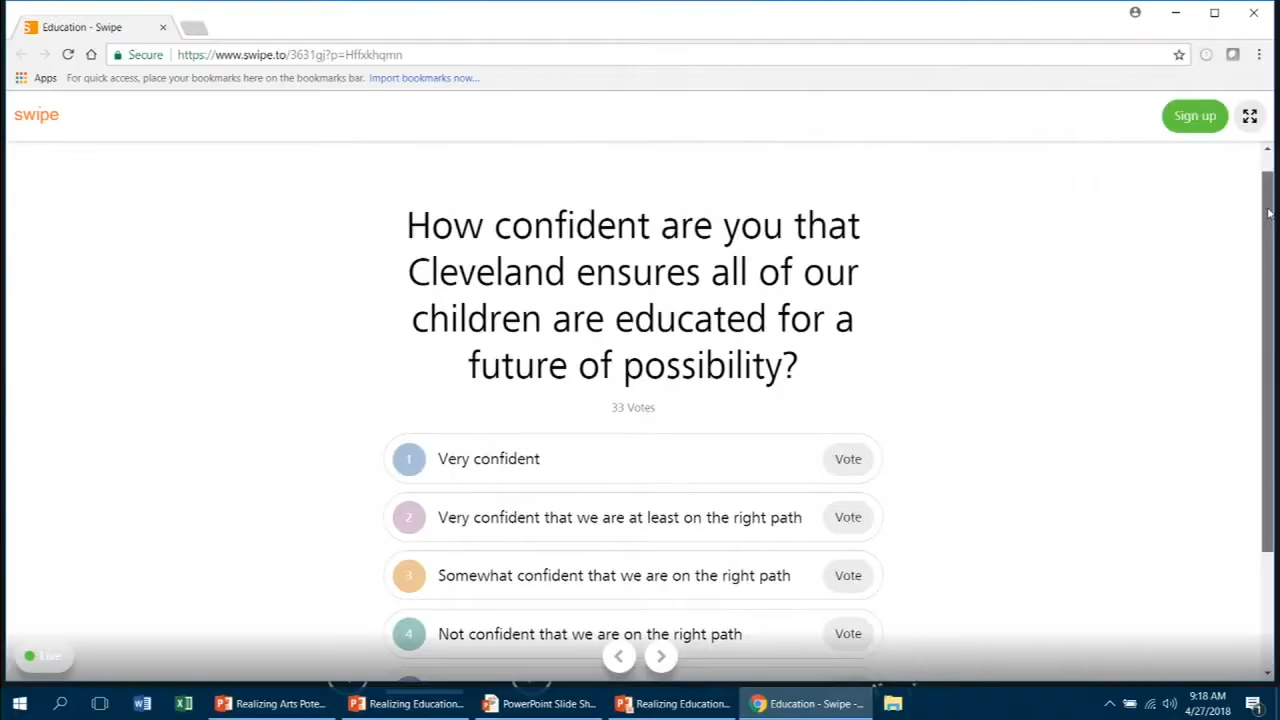 Education - Swipe
Secure
https://www.swipe.to/3631gj?p=Hffxkhqmn
Apps
For quick access, place your bookmarks here on the bookmarks bar. Import bookmarks now...
swipe
Sign up
How confident are you that
Cleveland ensures all of our
children are educated for a
future of possibility?
33 Votes
1 Very confident Vote
2 Very confident that we are at least on the right path Vote
3 Somewhat confident that we are on the right path Vote
4 Not confident that we are on the right path Vote
Live
Realizing Arts Pote...
Realizing Education...
PowerPoint Slide Sh...
Realizing Education...
Education - Swipe -...
9:18 AM
4/27/2018
1